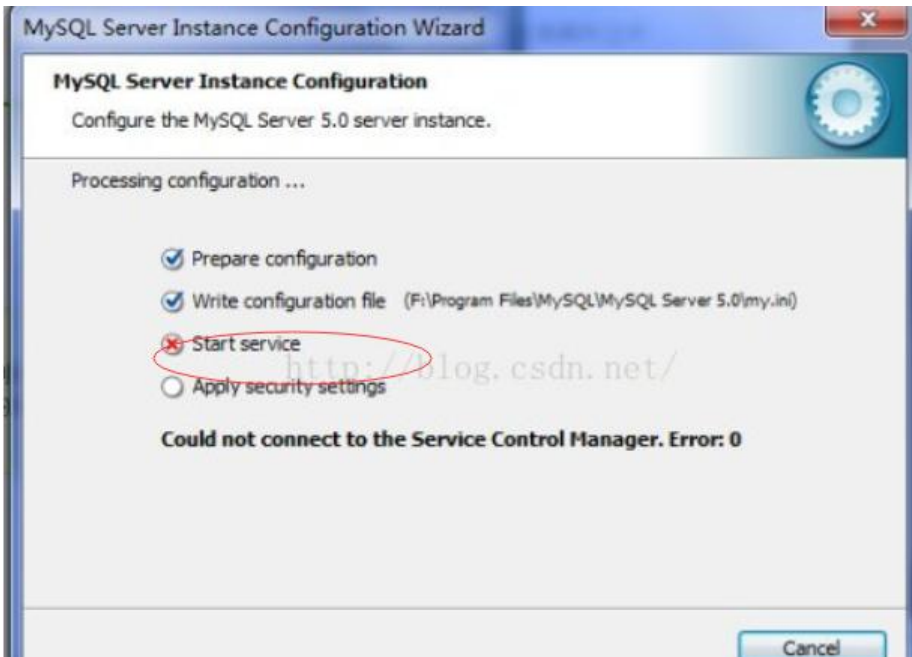 MySQL Server Instance Configuration Wizard
MySQL Server Instance Configuration
Configure the MySQL Server 5.0 server instance.
Processing configuration ...
Prepare configuration
Write configuration file (F:\Program Files\MySQL\MySQL Server 5.0\my.ini)
Start service
http://blog.csdn.net/
Apply security settings
Could not connect to the Service Control Manager. Error: 0
Cancel